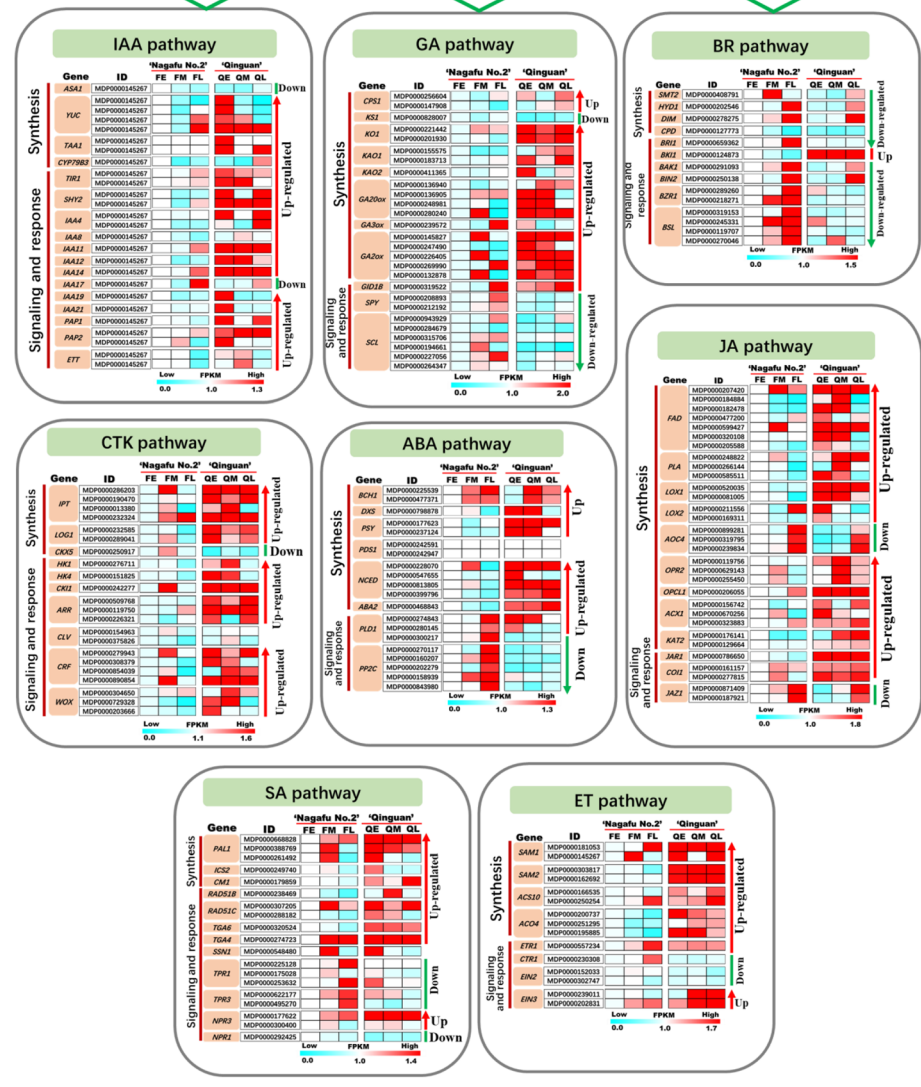 IAA pathway
'Nagafu No.2' 'Qinguan'
Gene ID FE FM FL QE QM QL
Synthesis
Signaling and response
ASA1 MDP0000145267 Down
YUC MDP0000145267
MDP0000145267
MDP0000145267
MDP0000145267
TAA1 MDP0000145267
MDP0000145267
CYP79B3 MDP0000145267
TIR1 MDP0000145267
MDP0000145267
SHY2 MDP0000145267
MDP0000145267
IAA4 MDP0000145267
MDP0000145267
IAA8 MDP0000145267
IAA11 MDP0000145267
IAA12 MDP0000145267
IAA14 MDP0000145267
Up-regulated
IAA17 MDP0000145267 Down
IAA19 MDP0000145267
IAA21 MDP0000145267
PAP1 MDP0000145267
PAP2 MDP0000145267
MDP0000145267
ETT MDP0000145267
MDP0000145267
Up-regulated
Low FPKM High
0.0 1.0 1.3
GA pathway
'Nagafu No.2' 'Qinguan'
Gene ID FE FM FL QE QM QL
Synthesis
Signaling and response
CPS1 MDP0000256604
MDP0000147908
Up
KS1 MDP0000828007 Down
KO1 MDP0000221442
MDP0000201930
KAO1 MDP0000155575
MDP0000183713
KAO2 MDP0000411365
GA20ox MDP0000136940
MDP0000136905
MDP0000248981
MDP0000280240
GA3ox MDP0000239572
GA2ox MDP0000145827
MDP0000247490
MDP0000226405
MDP0000269990
MDP0000132878
GID1B MDP0000319522
Up-regulated
SPY MDP0000208893
MDP0000212192
SCL MDP0000943929
MDP0000284679
MDP0000315706
MDP0000194661
MDP0000227056
MDP0000264347
Down-regulated
Low FPKM High
0.0 1.0 2.0
BR pathway
'Nagafu No.2' 'Qinguan'
Gene ID FE FM FL QE QM QL
Synthesis
Signaling and response
SMT2 MDP0000408791
HYD1 MDP0000202546
DIM MDP0000278275
CPD MDP0000127773
BRI1 MDP0000659362
Down-regulated
BKI1 MDP0000124873 Up
BAK1 MDP0000291093
BIN2 MDP0000250138
BZR1 MDP0000289260
MDP0000218271
BSL MDP0000319153
MDP0000245331
MDP0000119707
MDP0000270046
Down-regulated
Low FPKM High
0.0 1.0 1.5
CTK pathway
'Nagafu No.2' 'Qinguan'
Gene ID FE FM FL QE QM QL
Synthesis
Signaling and response
IPT MDP0000286203
MDP0000190470
MDP0000013380
MDP0000232324
LOG1 MDP0000232585
MDP0000289041
Up-regulated
CKX5 MDP0000250917 Down
HK1 MDP0000276711
HK4 MDP0000151825
CKI1 MDP0000242277
ARR MDP0000509768
MDP0000119750
MDP0000226321
CLV MDP0000154963
MDP0000375826
CRF MDP0000279943
MDP0000308379
MDP0000854039
MDP0000890854
WOX MDP0000304650
MDP0000729328
MDP0000203666
Up-regulated
Low FPKM High
0.0 1.1 1.6
ABA pathway
'Nagafu No.2' 'Qinguan'
Gene ID FE FM FL QE QM QL
Synthesis
Signaling and response
BCH1 MDP0000225539
MDP0000477371
DXS MDP0000798878
PSY MDP0000177623
MDP0000237124
Up
PDS1 MDP0000242591
MDP0000242947
NCED MDP0000228070
MDP0000547655
MDP0000813805
MDP0000399796
ABA2 MDP0000468843
PLD1 MDP0000274843
MDP0000280145
MDP0000300217
Up-regulated
PP2C MDP0000270117
MDP0000160207
MDP0000202279
MDP0000158939
MDP0000843980
Down
Low FPKM High
0.0 1.0 1.3
JA pathway
'Nagafu No.2' 'Qinguan'
Gene ID FE FM FL QE QM QL
Synthesis
Signaling and response
FAD MDP0000207420
MDP0000184884
MDP0000182478
MDP0000477200
MDP0000599427
MDP0000320108
MDP0000205588
PLA MDP0000248822
MDP0000266144
MDP0000585511
LOX1 MDP0000520035
MDP0000081005
LOX2 MDP0000211556
MDP0000169311
Up-regulated
AOC4 MDP0000899281
MDP0000319795
MDP0000239834
Down
OPR2 MDP0000119756
MDP0000629143
MDP0000255450
OPCL1 MDP0000206055
ACX1 MDP0000156742
MDP0000670256
MDP0000323883
KAT2 MDP0000176141
MDP0000129664
JAR1 MDP0000786650
COI1 MDP0000161157
MDP0000277815
Up-regulated
JAZ1 MDP0000871409
MDP0000187921
Down
Low FPKM High
0.0 1.0 1.8
SA pathway
'Nagafu No.2' 'Qinguan'
Gene ID FE FM FL QE QM QL
Synthesis
Signaling and response
PAL1 MDP0000668828
MDP0000388769
MDP0000261492
ICS2 MDP0000249740
CM1 MDP0000179859
RAD51B MDP0000238469
RAD51C MDP0000307205
MDP0000288182
TGA6 MDP0000320524
TGA4 MDP0000274723
Up-regulated
SSN1 MDP0000548480
TPR1 MDP0000225128
MDP0000175028
MDP0000253632
TPR3 MDP0000622177
MDP0000495270
Down
NPR3 MDP0000177622
MDP0000300400
Up
NPR1 MDP0000292425 Down
Low FPKM High
0.0 1.0 1.4
ET pathway
'Nagafu No.2' 'Qinguan'
Gene ID FE FM FL QE QM QL
Synthesis
Signaling and response
SAM1 MDP0000181053
MDP0000145267
SAM2 MDP0000303817
MDP0000162692
ACS10 MDP0000166535
MDP0000250254
ACO4 MDP0000200737
MDP0000251295
MDP0000195885
ETR1 MDP0000557234
Up-regulated
CTR1 MDP0000230308
EIN2 MDP0000152033
MDP0000302747
Down
EIN3 MDP0000239011
MDP0000202831
Up
Low FPKM High
0.0 1.0 1.7